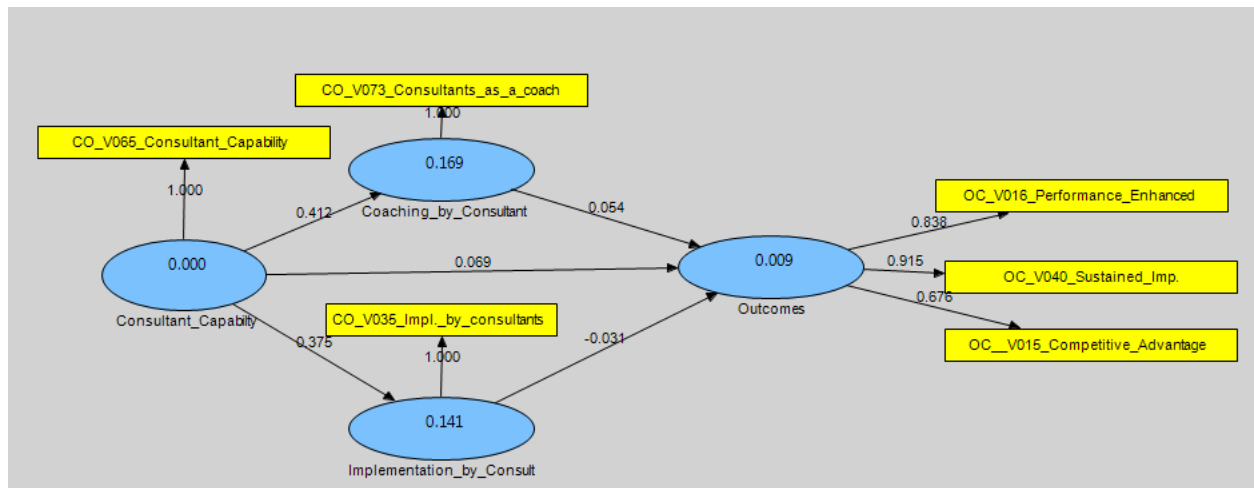 CO_V073_Consultants_as_a_coach
1.000
CO_V065_Consultant_Capability
1.000
0.169
Coaching_by_Consultant
0.412
0.054
OC_V016_Performance_Enhanced
0.838
0.000
Consultant_Capabilty
0.069
0.009
Outcomes
0.915
OC_V040_Sustained_Imp.
0.676
OC__V015_Competitive_Advantage
CO_V035_Impl._by_consultants
1.000
0.375
-0.031
0.141
Implementation_by_Consult